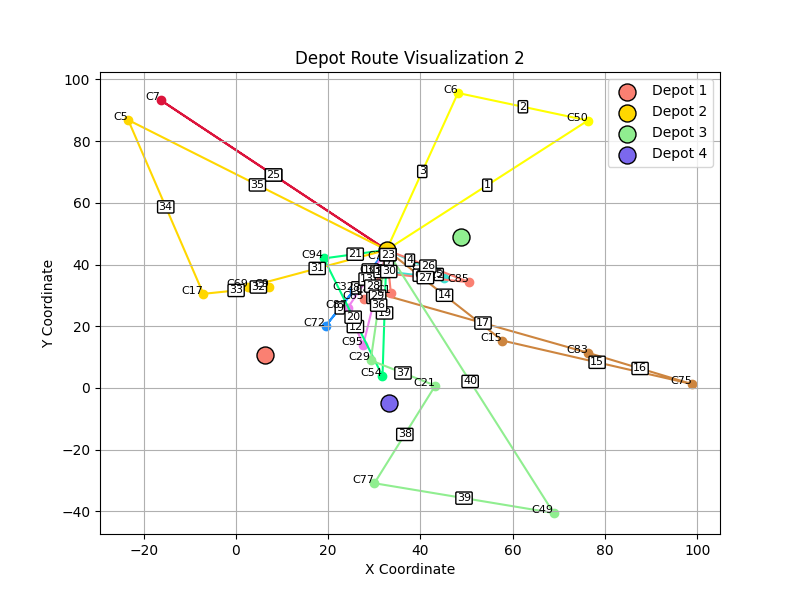 Depot Route Visualization 2
Depot 1
Depot 2
Depot 3
Depot 4
Y Coordinate
100
80
60
40
20
0
−20
−40
−20
0
20
40
60
80
100
X Coordinate
C7
C6
2
C5
C50
3
25
35
1
34
C94
21
23
4
31
26
27
C85
30
C17
33
32
28
29
14
36
19
C72
20
12
17
C15
C95
C29
C83
15
16
C54
37
C21
40
C75
38
C77
39
C49